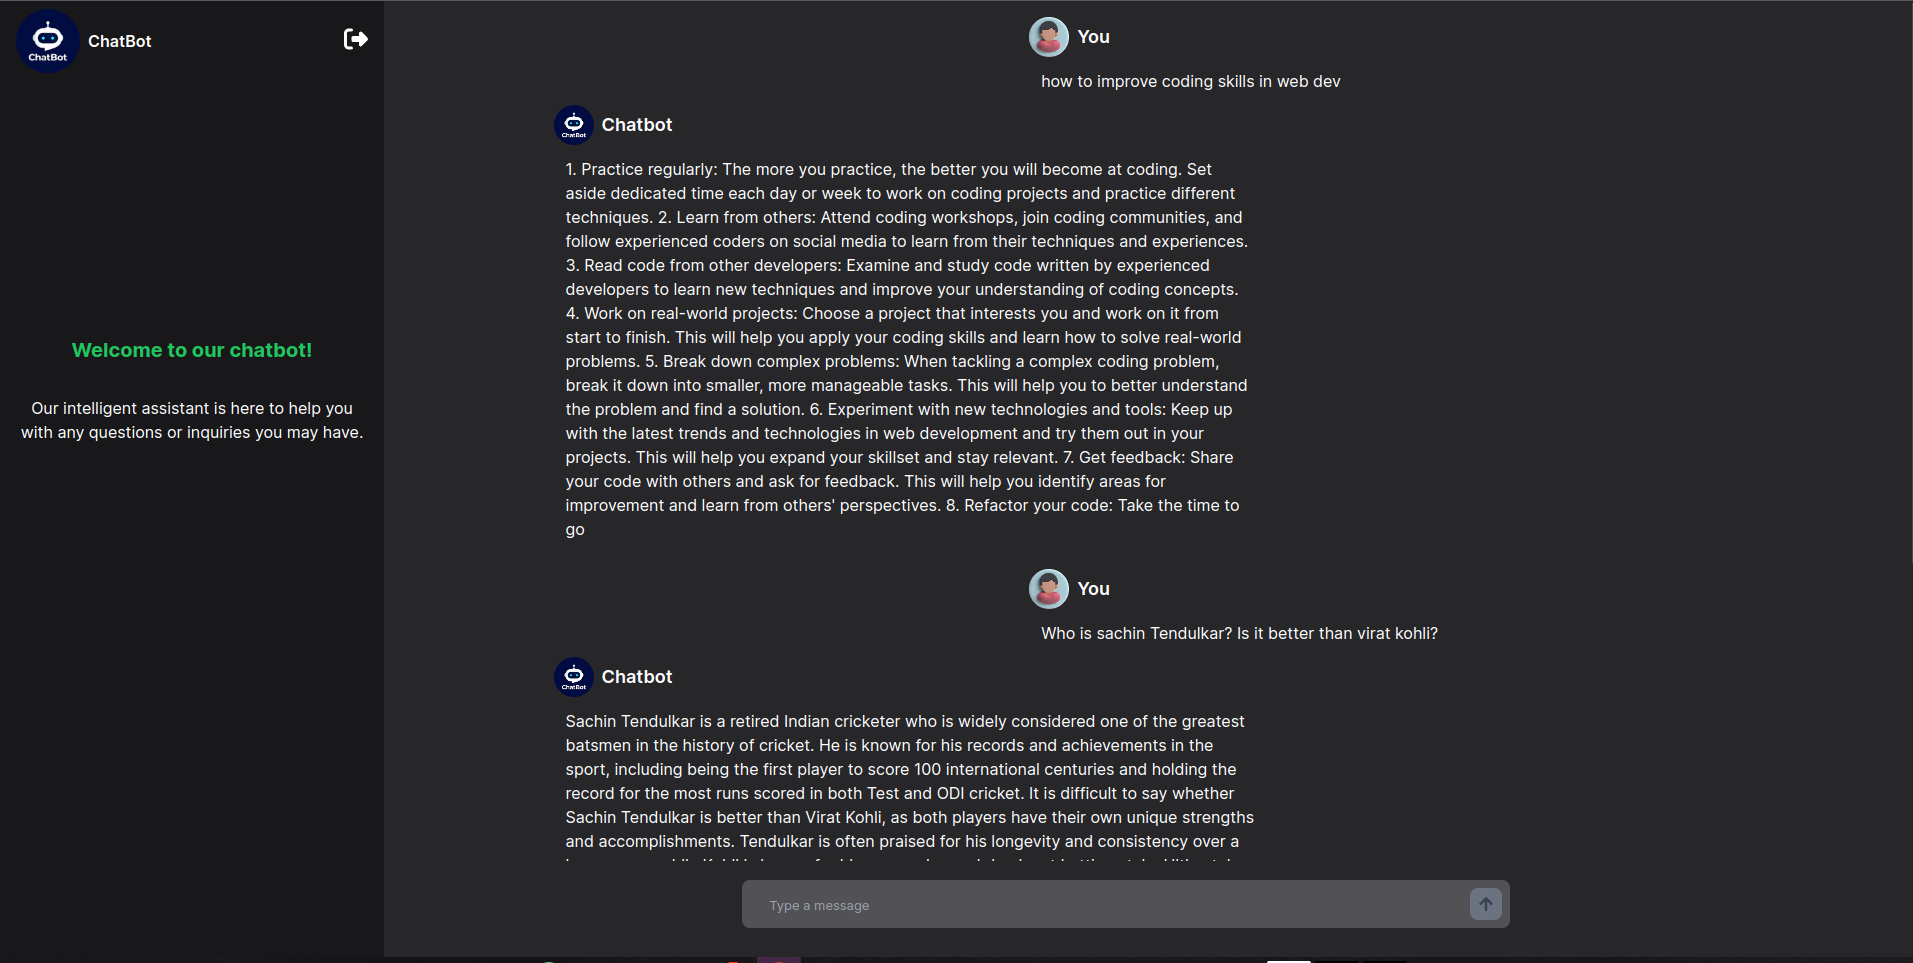 ChatBot
ChatBot
Welcome to our chatbot!
Our intelligent assistant is here to help you
with any questions or inquiries you may have.
You
how to improve coding skills in web dev
ChatBot
Chatbot
1. Practice regularly: The more you practice, the better you will become at coding. Set
aside dedicated time each day or week to work on coding projects and practice different
techniques. 2. Learn from others: Attend coding workshops, join coding communities, and
follow experienced coders on social media to learn from their techniques and experiences.
3. Read code from other developers: Examine and study code written by experienced
developers to learn new techniques and improve your understanding of coding concepts.
4. Work on real-world projects: Choose a project that interests you and work on it from
start to finish. This will help you apply your coding skills and learn how to solve real-world
problems. 5. Break down complex problems: When tackling a complex coding problem,
break it down into smaller, more manageable tasks. This will help you to better understand
the problem and find a solution. 6. Experiment with new technologies and tools: Keep up
with the latest trends and technologies in web development and try them out in your
projects. This will help you expand your skillset and stay relevant. 7. Get feedback: Share
your code with others and ask for feedback. This will help you identify areas for
improvement and learn from others' perspectives. 8. Refactor your code: Take the time to
go
You
Who is sachin Tendulkar? Is it better than virat kohli?
ChatBot
Chatbot
Sachin Tendulkar is a retired Indian cricketer who is widely considered one of the greatest
batsmen in the history of cricket. He is known for his records and achievements in the
sport, including being the first player to score 100 international centuries and holding the
record for the most runs scored in both Test and ODI cricket. It is difficult to say whether
Sachin Tendulkar is better than Virat Kohli, as both players have their own unique strengths
and accomplishments. Tendulkar is often praised for his longevity and consistency over a
Type a message